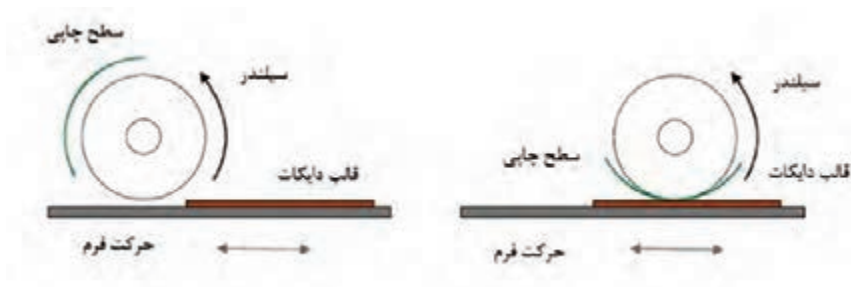 سطح چاپی
سیلندر
قالب دایکات
حرکت فرم
سیلندر
سطح چاپی
قالب دایکات
حرکت فرم